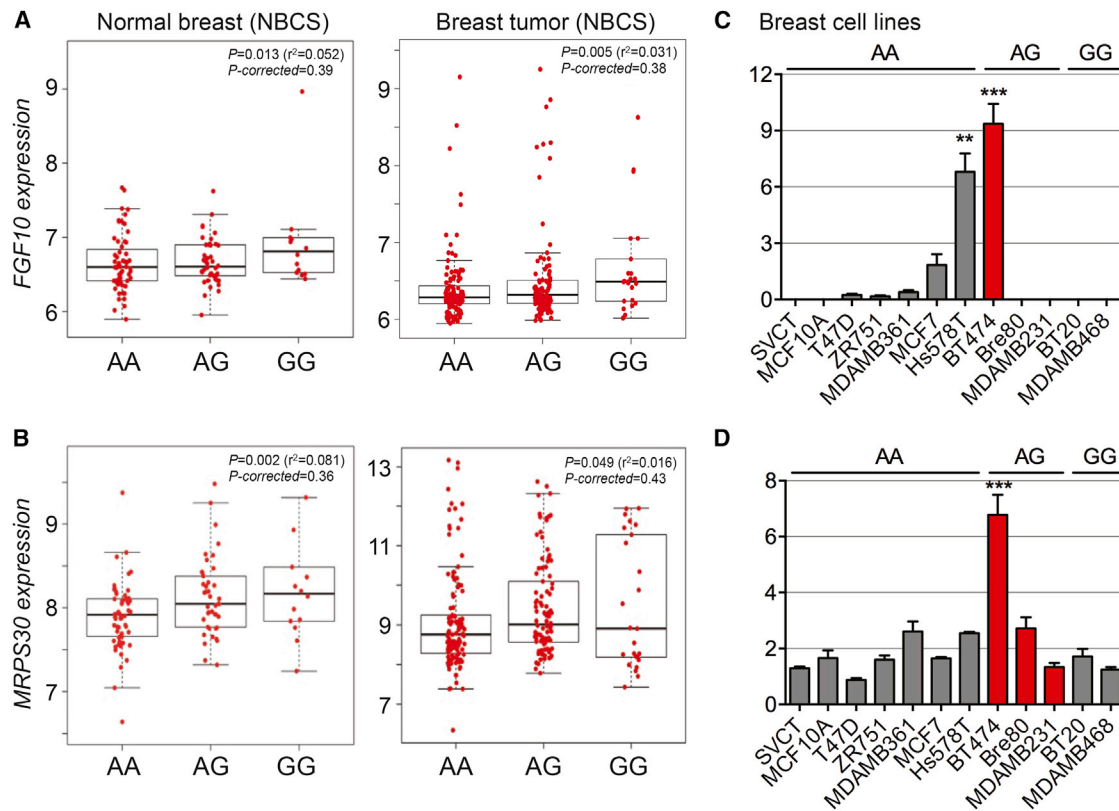 A
Normal breast (NBCS)
Breast tumor (NBCS)
FGF10 expression
P=0.013 (r²=0.052)
P-corrected=0.39
9
8
7
6
AA AG GG
P=0.005 (r²=0.031)
P-corrected=0.38
9
8
7
6
AA AG GG
B
MRPS30 expression
P=0.002 (r²=0.081)
P-corrected=0.36
9
8
7
AA AG GG
P=0.049 (r²=0.016)
P-corrected=0.43
13
11
9
7
AA AG GG
C Breast cell lines
AA AG GG
12
9
6
3
0
** ***
SVCT MCF10A T47D ZR751 MDAMB361 MCF7 Hs578T BT474 Bre80 MDAMB231 BT20 MDAMB468
D
AA AG GG
8
6
4
2
0
***
SVCT MCF10A T47D ZR751 MDAMB361 MCF7 Hs578T BT474 Bre80 MDAMB231 BT20 MDAMB468